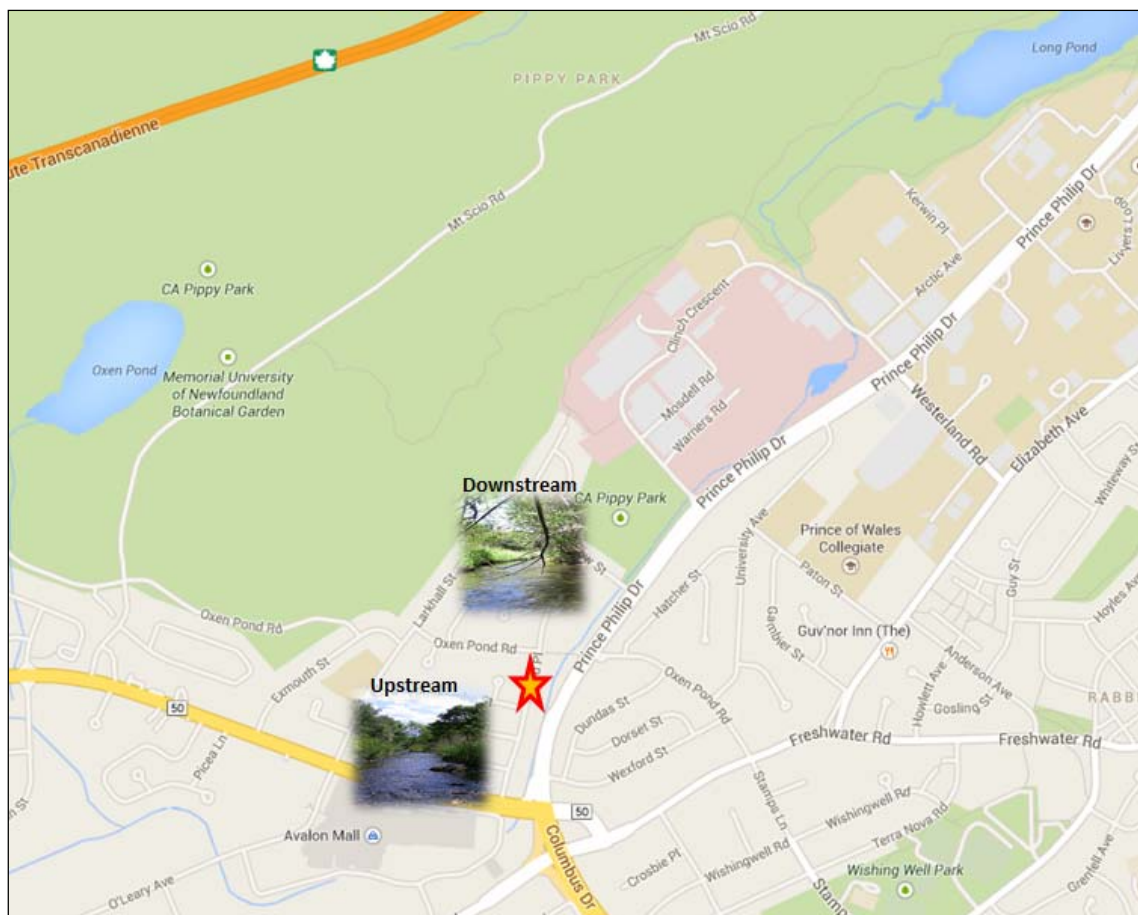 Mt Scio Rd
Long Pond
PIPPY PARK
ute Transcanadienne
Mt Scio Rd
Kerwin Pl
Prince Philip Dr
Livyers Loop
Arctic Ave
CA Pippy Park
Clinch Crescent
Prince Philip Dr
Oxen Pond
Memorial University
of Newfoundland
Botanical Garden
Mosdell Rd
Warners Rd
Westerland Rd
Elizabeth Ave
Whiteway St
Prince Philip Dr
Downstream
CA Pippy Park
University Ave
Prince of Wales
Collegiate
Guy St
Hoyles Ave
Larkhall St
Hatcher St
Paton St
Gambier St
Guv'nor Inn (The)
Oxen Pond Rd
Oxen Pond Rd
Prince Philip Dr
Anderson Ave
Exmouth St
Upstream
Pl
Oxen Pond Rd
Howlett Ave
Gosling St
RABB
50
Dundas St
Dorset St
Wexford St
Freshwater Rd
Freshwater Rd
Picea Ln
50
Stamps Ln
Wishingwell Rd
Terra Nova Rd
Avalon Mall
Columbus Dr
Crosbie Pl
Wishingwell Rd
Grenfell Ave
Wishing Well Park
O'Leary Ave
Stamp